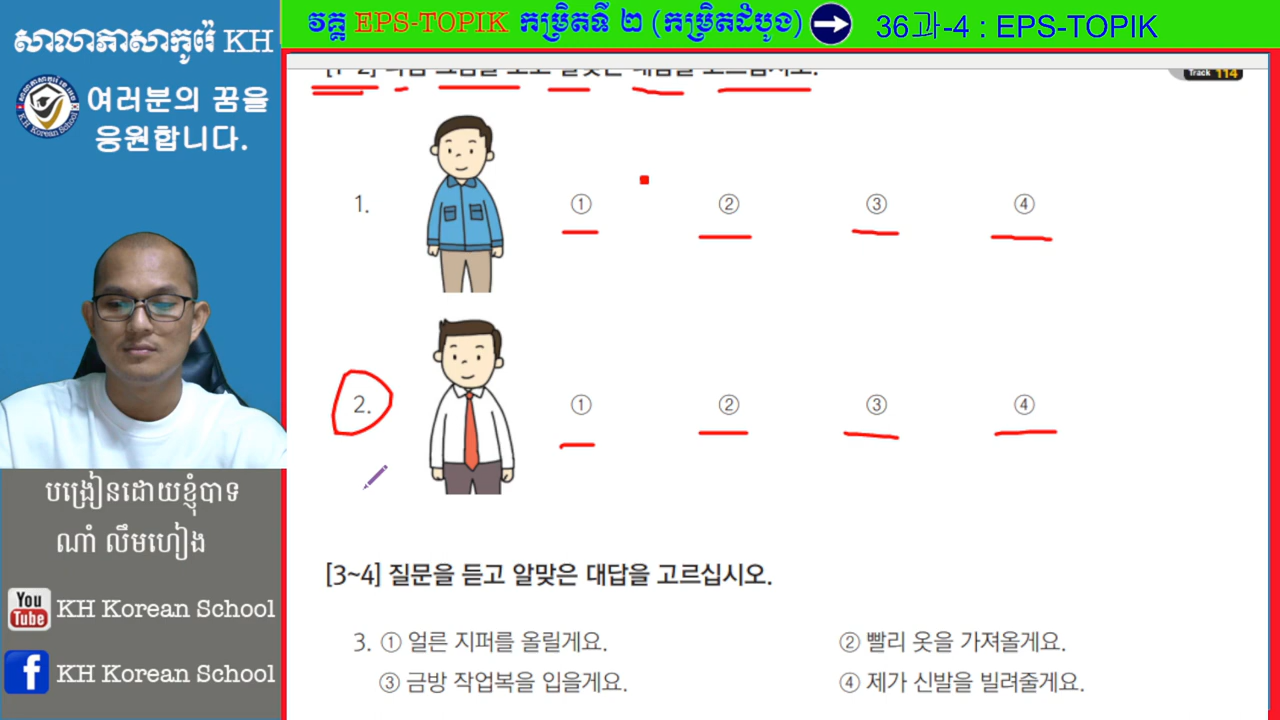 វគ្គ EPS-TOPIK កម្រិតទី ២ (កម្រិតដំបូង)
36과-4 : EPS-TOPIK
សាលាភាសាកូរ៉េ KH
여러분의 꿈을
응원합니다.
Track 114
1.
① ② ③ ④
2.
① ② ③ ④
[3~4] 질문을 듣고 알맞은 대답을 고르십시오.
3. ① 얼른 지퍼를 올릴게요. ② 빨리 옷을 가져올게요.
③ 금방 작업복을 입을게요. ④ 제가 신발을 빌려줄게요.
បង្រៀនដោយខ្ញុំបាទ
ណាំ លឹមហៀង
You Tube KH Korean School
f KH Korean School